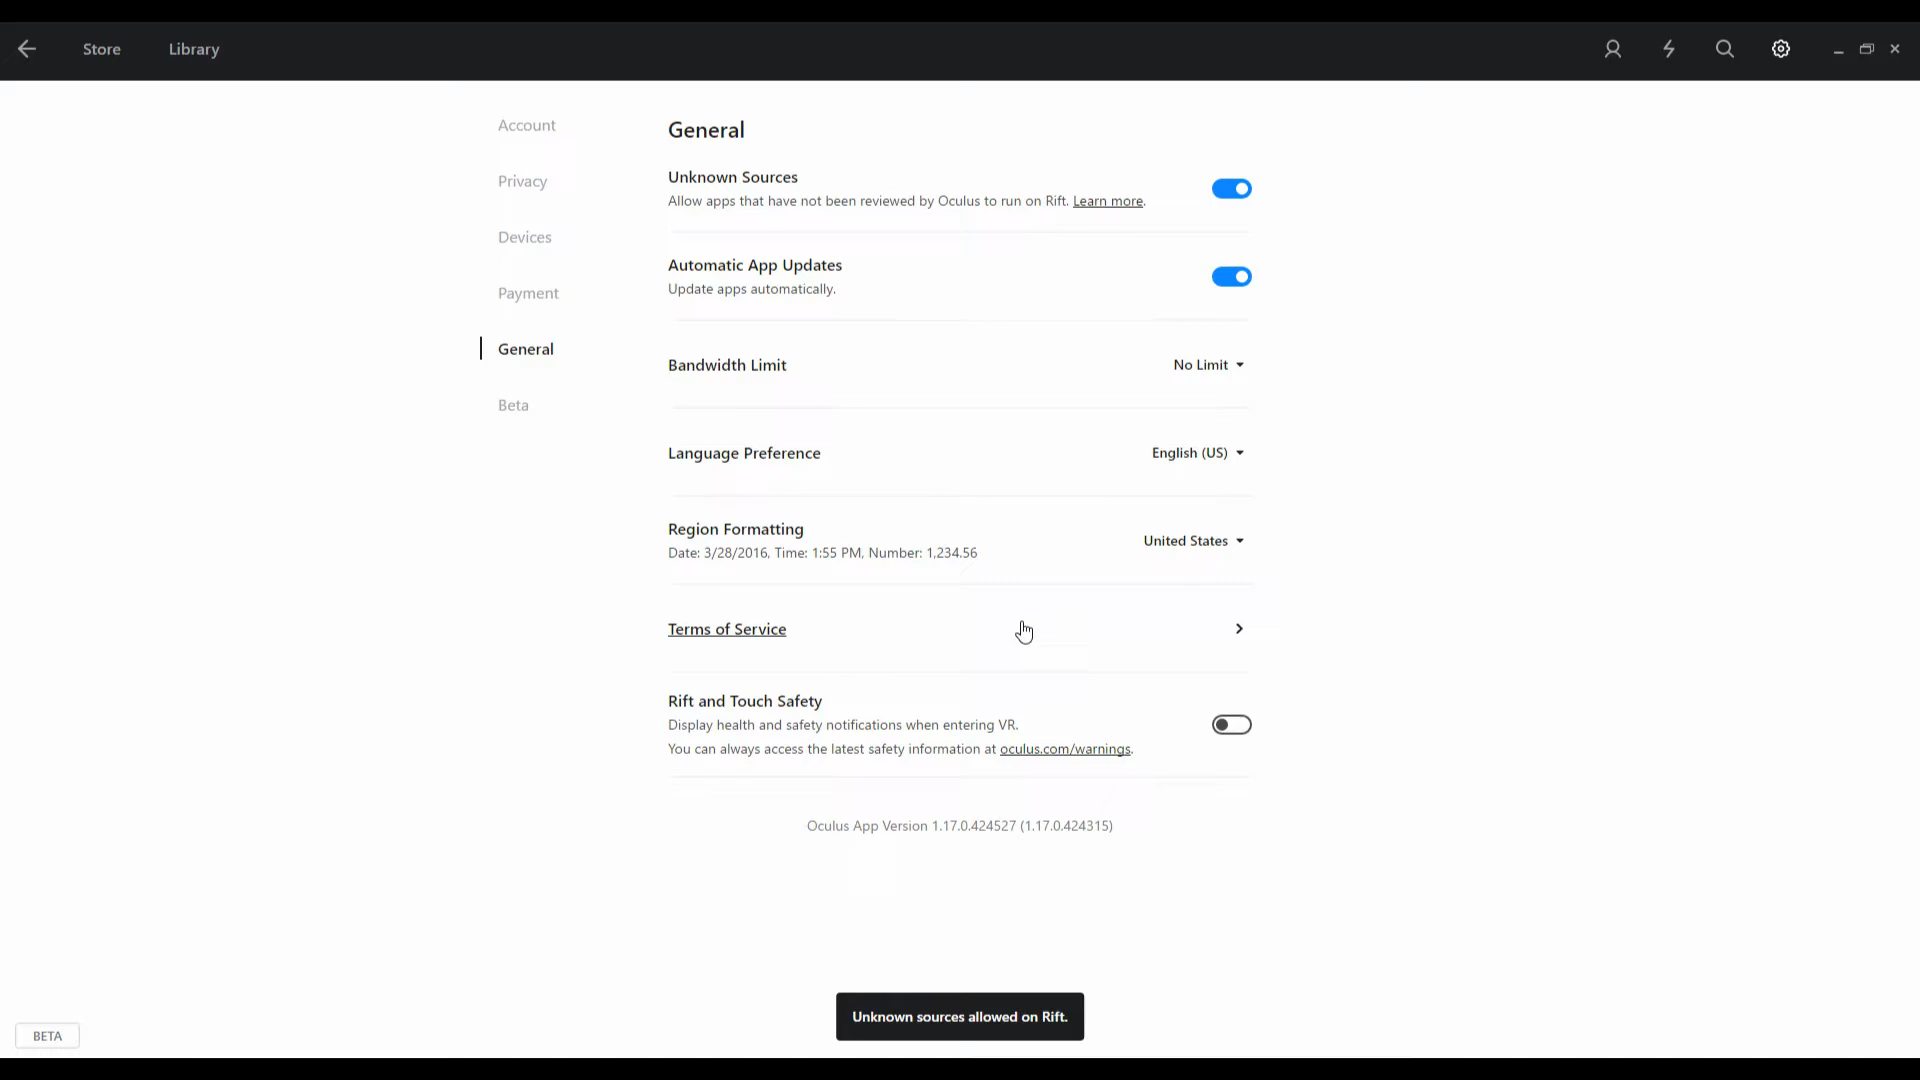 Store Library
Account
Privacy
Devices
Payment
General
Beta
General
Unknown Sources
Allow apps that have not been reviewed by Oculus to run on Rift. Learn more.
Automatic App Updates
Update apps automatically.
Bandwidth Limit No Limit
Language Preference English (US)
Region Formatting
Date: 3/28/2016, Time: 1:55 PM, Number: 1,234.56
United States
Terms of Service
Rift and Touch Safety
Display health and safety notifications when entering VR.
You can always access the latest safety information at oculus.com/warnings.
Oculus App Version 1.17.0.424527 (1.17.0.424315)
Unknown sources allowed on Rift.
BETA